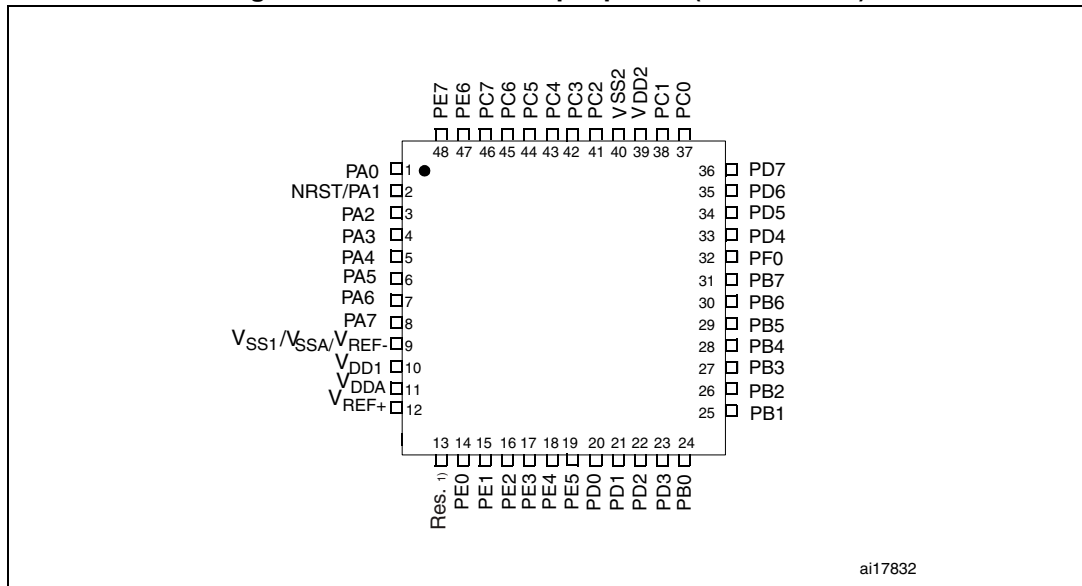 PE7
PE6
PC7
PC6
PC5
PC4
PC3
PC2
VSS2
VDD2
PC1
PC0
48 47 46 45 44 43 42 41 40 39 38 37
PA0 1
NRST/PA1 2
PA2 3
PA3 4
PA4 5
PA5 6
PA6 7
PA7 8
VSS1/VSSA/VREF- 9
VDD1 10
VDDA 11
VREF+ 12
36 PD7
35 PD6
34 PD5
33 PD4
32 PF0
31 PB7
30 PB6
29 PB5
28 PB4
27 PB3
26 PB2
25 PB1
13 14 15 16 17 18 19 20 21 22 23 24
Res. 1)
PE0
PE1
PE2
PE3
PE4
PE5
PD0
PD1
PD2
PD3
PB0
ai17832